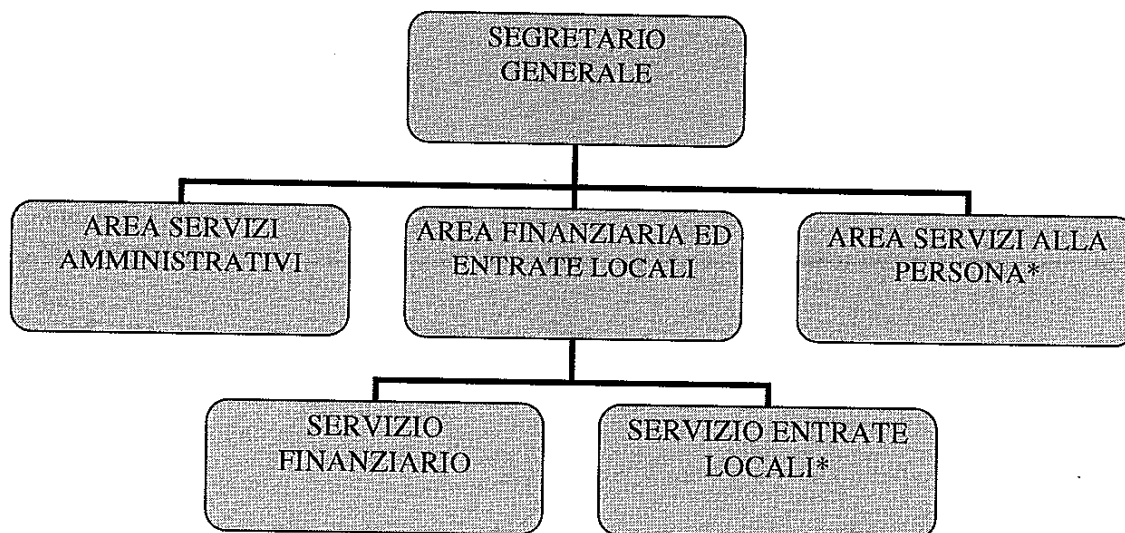 SEGRETARIO
GENERALE
AREA SERVIZI
AMMINISTRATIVI
AREA FINANZIARIA ED
ENTRATE LOCALI
AREA SERVIZI ALLA
PERSONA*
SERVIZIO
FINANZIARIO
SERVIZIO ENTRATE
LOCALI*